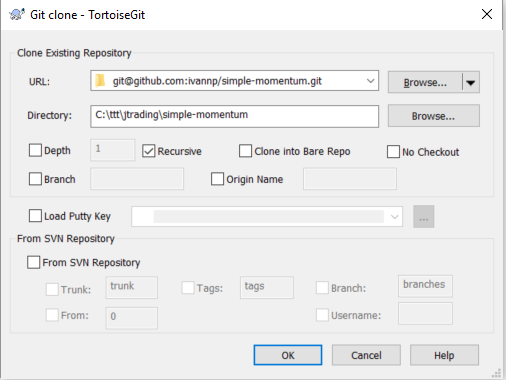 Git clone - TortoiseGit
Clone Existing Repository
URL: git@github.com:ivannp/simple-momentum.git Browse...
Directory: C:\ttt\jtrading\simple-momentum Browse...
Depth 1 Recursive Clone into Bare Repo No Checkout
Branch Origin Name
Load Putty Key ...
From SVN Repository
From SVN Repository
Trunk: trunk Tags: tags Branch: branches
From: 0 Username:
OK Cancel Help